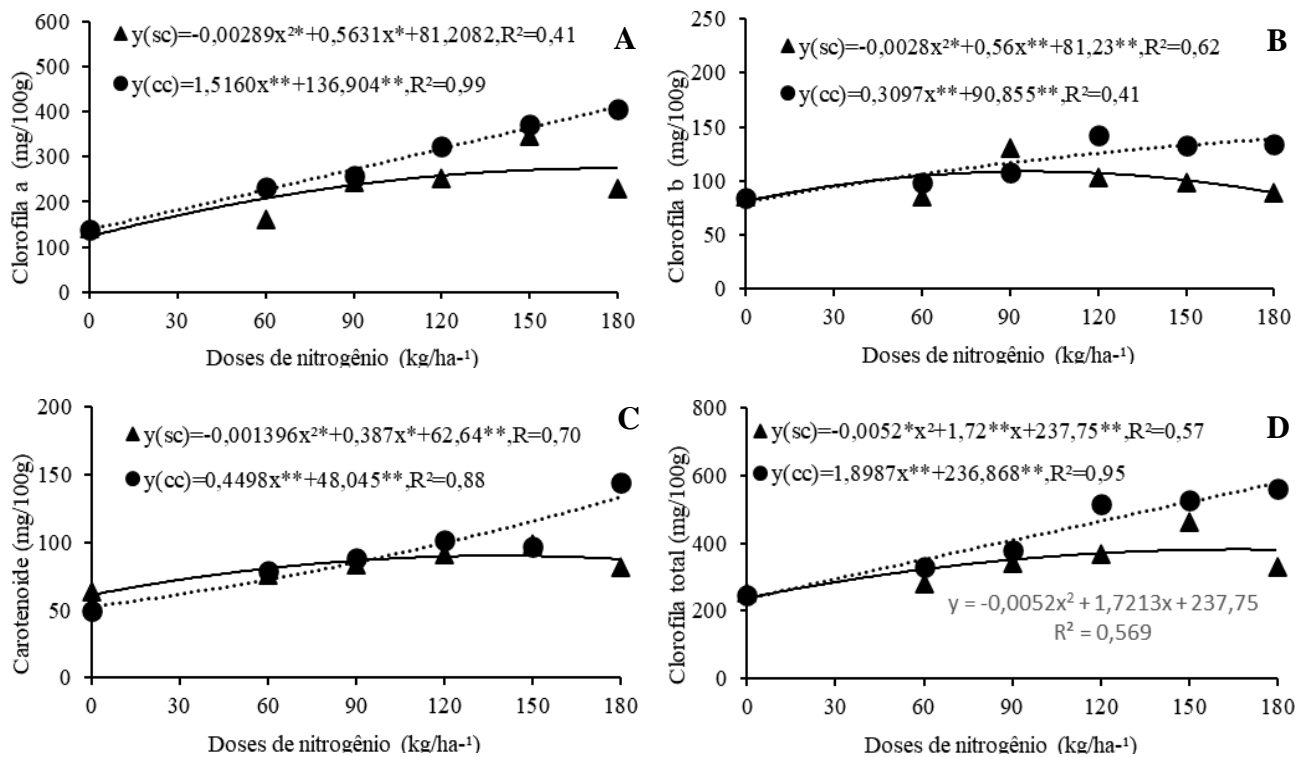 ▲ y(sc)=-0,00289x²*+0,5631x*+81,2082,R²=0,41
A
● y(cc)=1,5160x**+136,904**,R²=0,99
Clorofila a (mg/100g)
600
500
400
300
200
100
0
0 30 60 90 120 150 180
Doses de nitrogênio (kg/ha-¹)
▲ y(sc)=-0,0028x²*+0,56x**+81,23**,R²=0,62
B
● y(cc)=0,3097x**+90,855**,R²=0,41
Clorofila b (mg/100g)
250
200
150
100
50
0
0 30 60 90 120 150 180
Doses de nitrogênio (kg/ha-¹)
▲ y(sc)=-0,001396x²*+0,387x*+62,64**,R=0,70
C
● y(cc)=0,4498x**+48,045**,R²=0,88
Carotenoide (mg/100g)
200
150
100
50
0
0 30 60 90 120 150 180
Doses de nitrogênio (kg/ha-¹)
▲ y(sc)=-0,0052*x²+1,72**x+237,75**,R²=0,57
D
● y(cc)=1,8987x**+236,868**,R²=0,95
Clorofila total (mg/100g)
800
600
400
200
0
y = -0,0052x² + 1,7213x + 237,75
R² = 0,569
0 30 60 90 120 150 180
Doses de nitrogênio (kg/ha-¹)